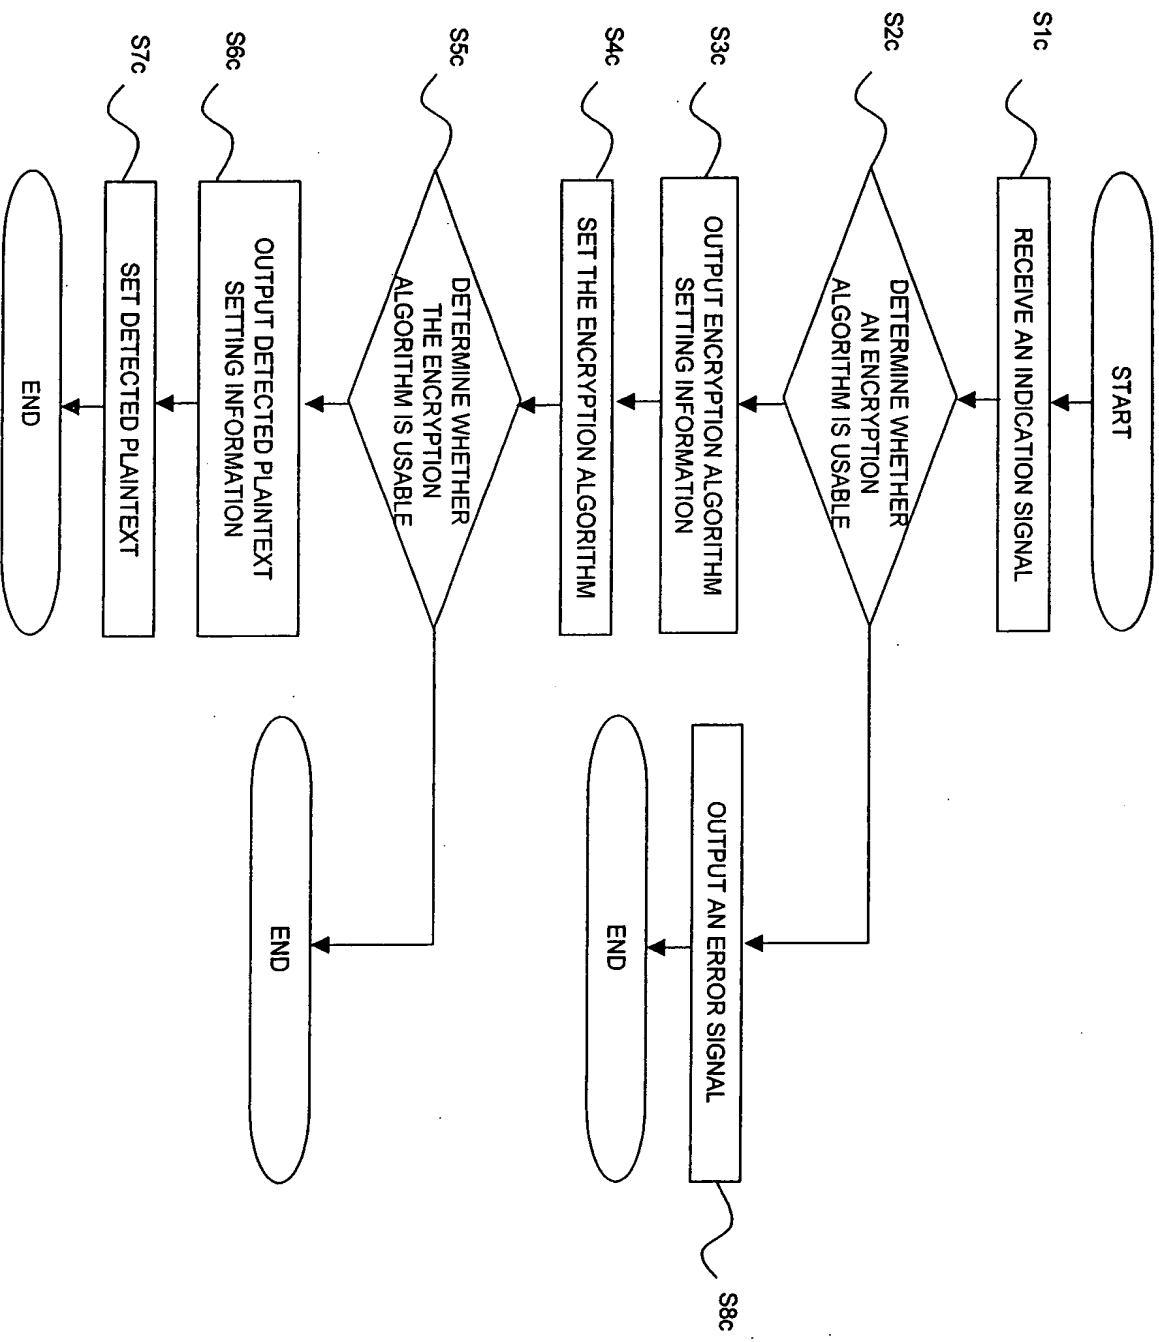 START
S1c
RECEIVE AN INDICATION SIGNAL
S2c
DETERMINE WHETHER
AN ENCRYPTION
ALGORITHM IS USABLE
S3c
OUTPUT ENCRYPTION ALGORITHM
SETTING INFORMATION
OUTPUT AN ERROR SIGNAL
S8c
S4c
SET THE ENCRYPTION ALGORITHM
END
S5c
DETERMINE WHETHER
THE ENCRYPTION
ALGORITHM IS USABLE
S6c
OUTPUT DETECTED PLAINTEXT
SETTING INFORMATION
END
S7c
SET DETECTED PLAINTEXT
END